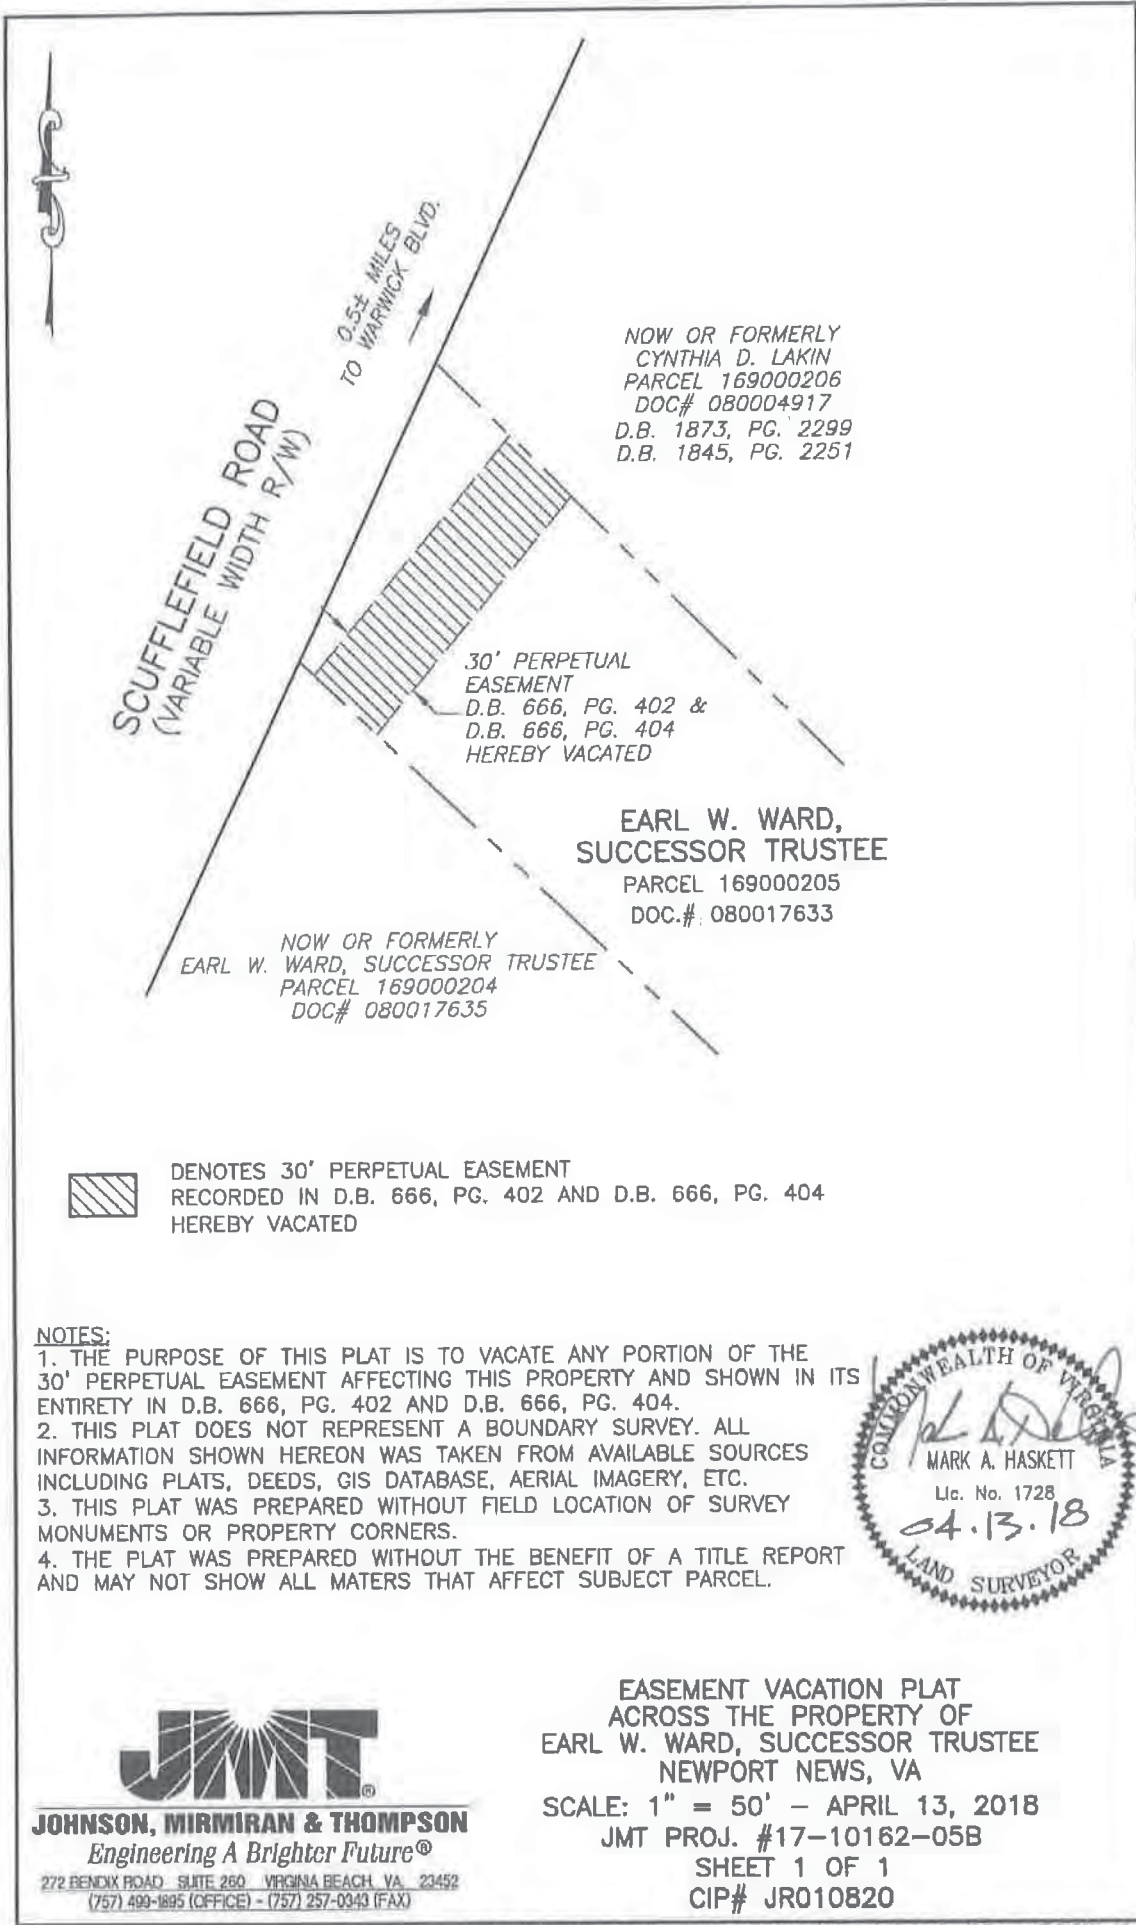 0.5± MILES
TO WARWICK BLVD.
SCUFFLEFIELD ROAD
(VARIABLE WIDTH R/W)
NOW OR FORMERLY
CYNTHIA D. LAKIN
PARCEL 169000206
DOC# 080004917
D.B. 1873, PG. 2299
D.B. 1845, PG. 2251
30' PERPETUAL
EASEMENT
D.B. 666, PG. 402 &
D.B. 666, PG. 404
HEREBY VACATED
EARL W. WARD,
SUCCESSOR TRUSTEE
PARCEL 169000205
DOC.# 080017633
NOW OR FORMERLY
EARL W. WARD, SUCCESSOR TRUSTEE
PARCEL 169000204
DOC# 080017635
DENOTES 30' PERPETUAL EASEMENT
RECORDED IN D.B. 666, PG. 402 AND D.B. 666, PG. 404
HEREBY VACATED
NOTES:
1. THE PURPOSE OF THIS PLAT IS TO VACATE ANY PORTION OF THE
30' PERPETUAL EASEMENT AFFECTING THIS PROPERTY AND SHOWN IN ITS
ENTIRETY IN D.B. 666, PG. 402 AND D.B. 666, PG. 404.
2. THIS PLAT DOES NOT REPRESENT A BOUNDARY SURVEY. ALL
INFORMATION SHOWN HEREON WAS TAKEN FROM AVAILABLE SOURCES
INCLUDING PLATS, DEEDS, GIS DATABASE, AERIAL IMAGERY, ETC.
3. THIS PLAT WAS PREPARED WITHOUT FIELD LOCATION OF SURVEY
MONUMENTS OR PROPERTY CORNERS.
4. THE PLAT WAS PREPARED WITHOUT THE BENEFIT OF A TITLE REPORT
AND MAY NOT SHOW ALL MATERS THAT AFFECT SUBJECT PARCEL.
COMMONWEALTH OF VIRGINIA
MARK A. HASKETT
Lic. No. 1728
04.13.18
LAND SURVEYOR
JMT®
JOHNSON, MIRMIRAN & THOMPSON
Engineering A Brighter Future®
272 BENDIX ROAD SUITE 260 VIRGINIA BEACH, VA, 23452
(757) 499-1895 (OFFICE) - (757) 257-0343 (FAX)
EASEMENT VACATION PLAT
ACROSS THE PROPERTY OF
EARL W. WARD, SUCCESSOR TRUSTEE
NEWPORT NEWS, VA
SCALE: 1" = 50' - APRIL 13, 2018
JMT PROJ. #17-10162-05B
SHEET 1 OF 1
CIP# JR010820